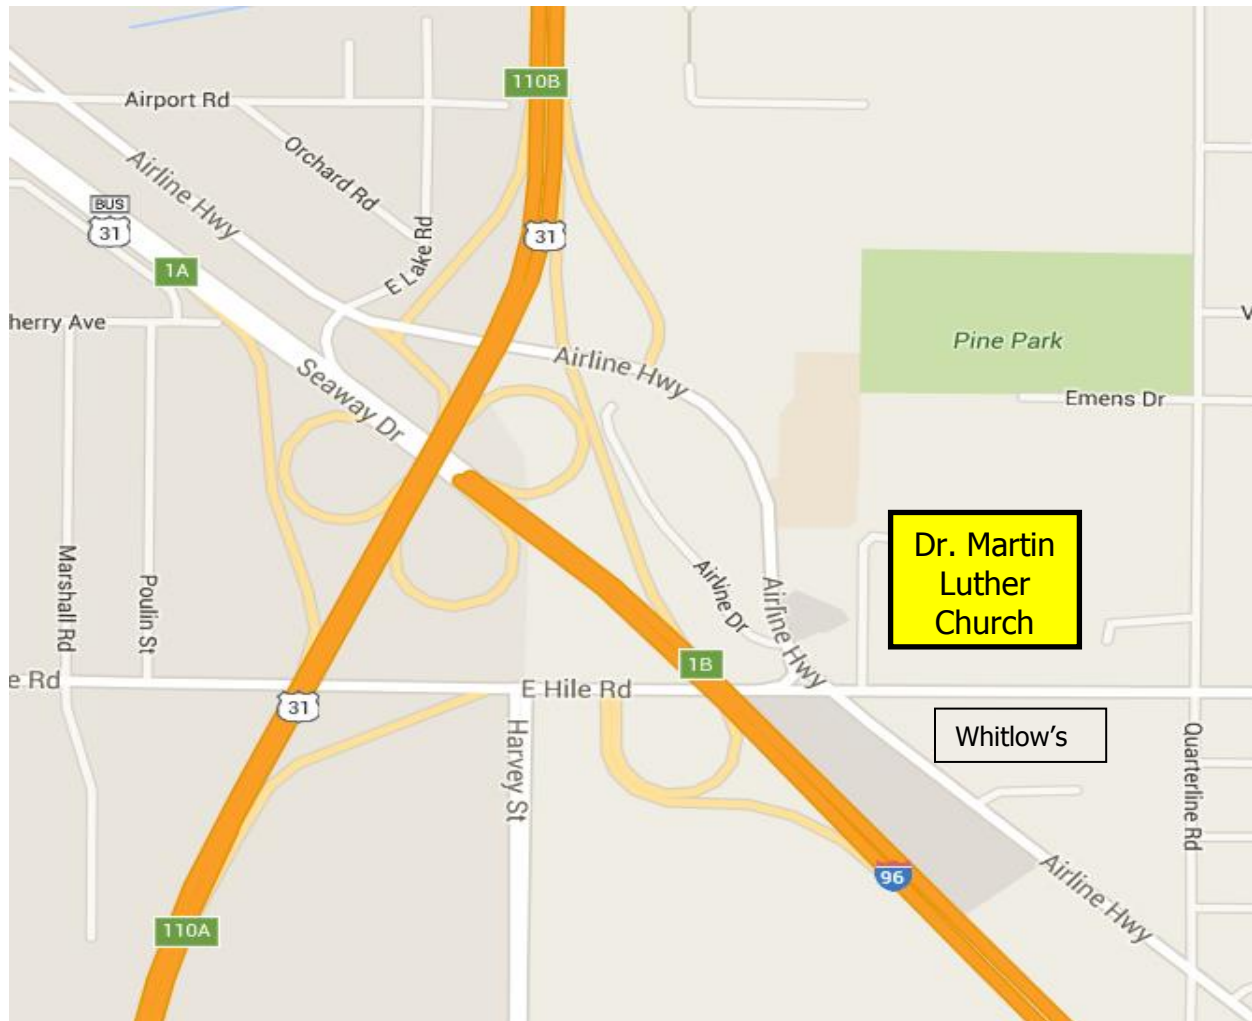 110B
Airport Rd
Orchard Rd
Airline Hwy
BUS
31
E Lake Rd
31
1A
herry Ave
Airline Hwy
Pine Park
V
Seaway Dr
Emens Dr
Dr. Martin
Luther
Church
Marshall Rd
Poulin St
Airline Dr
Airline Hwy
1B
e Rd
E Hile Rd
31
Whitlow's
Harvey St
Quarterline Rd
96
Airline Hwy
110A